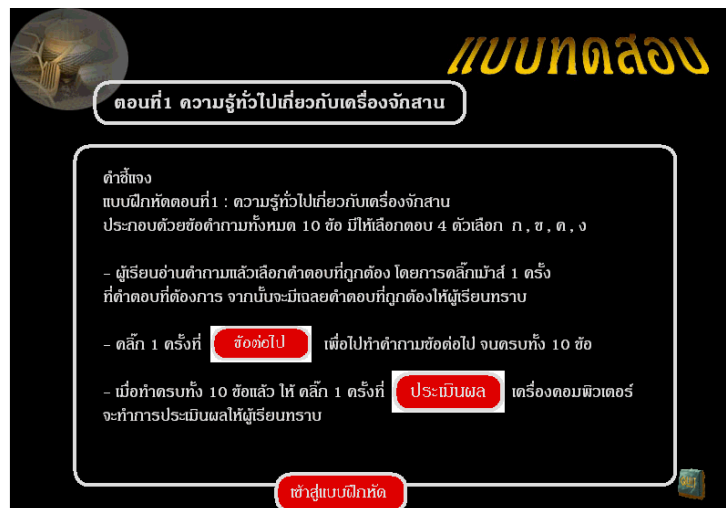 แบบทดสอบ
ตอนที่1 ความรู้ทั่วไปเกี่ยวกับเครื่องจักสาน
คำชี้แจง
แบบฝึกหัดตอนที่1 : ความรู้ทั่วไปเกี่ยวกับเครื่องจักสาน
ประกอบด้วยข้อคำถามทั้งหมด 10 ข้อ มีให้เลือกตอบ 4 ตัวเลือก ก , ข , ค , ง
- ผู้เรียนอ่านคำถามแล้วเลือกคำตอบที่ถูกต้อง โดยการคลิ๊กเม้าส์ 1 ครั้ง
ที่คำตอบที่ต้องการ จากนั้นจะมีเฉลยคำตอบที่ถูกต้องให้ผู้เรียนทราบ
- คลิ๊ก 1 ครั้งที่ ข้อต่อไป เพื่อไปทำคำถามข้อต่อไป จนครบทั้ง 10 ข้อ
- เมื่อทำครบทั้ง 10 ข้อแล้ว ให้ คลิ๊ก 1 ครั้งที่ ประเมินผล เครื่องคอมพิวเตอร์
จะทำการประเมินผลให้ผู้เรียนทราบ
เข้าสู่แบบฝึกหัด